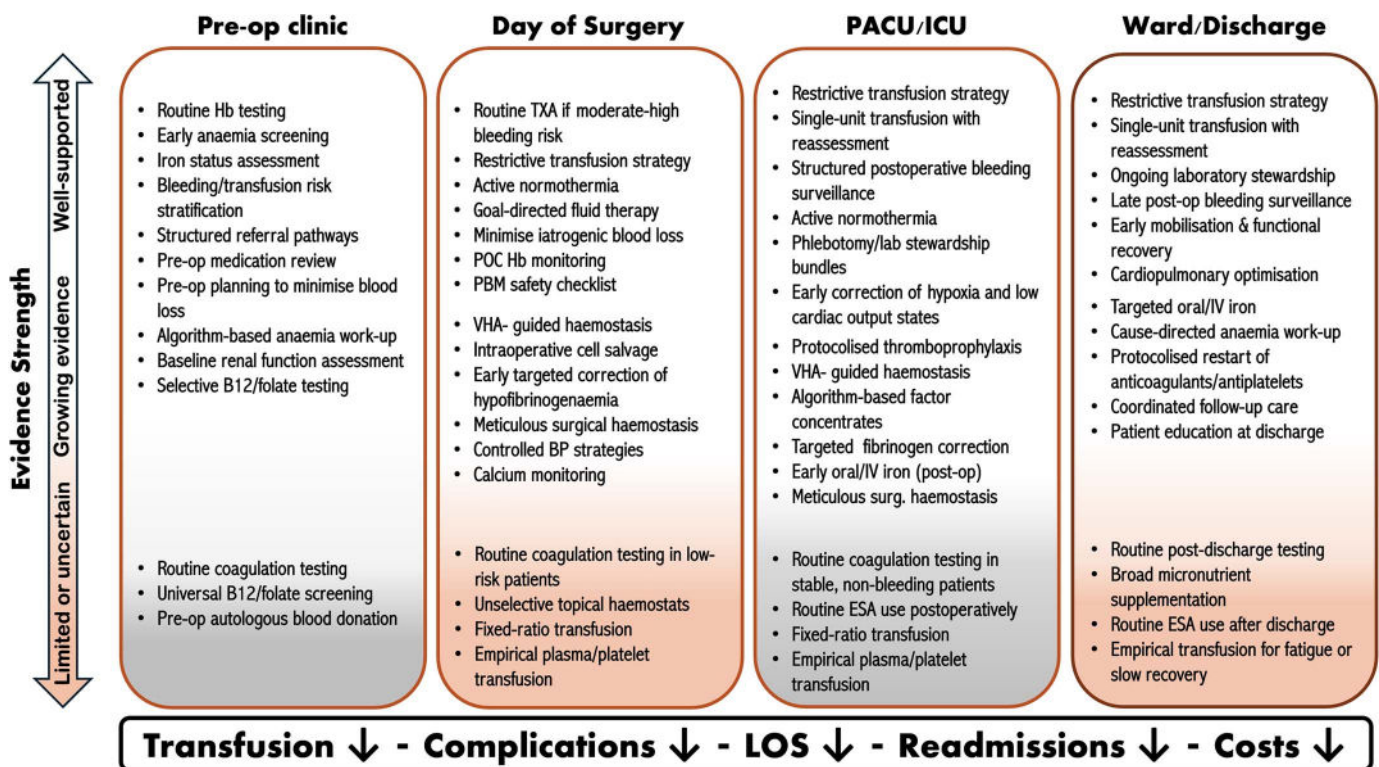 Pre-op clinic
Day of Surgery
PACU/ICU
Ward/Discharge
Evidence Strength
Well-supported
Growing evidence
Limited or uncertain
• Routine Hb testing
• Early anaemia screening
• Iron status assessment
• Bleeding/transfusion risk
stratification
• Structured referral pathways
• Pre-op medication review
• Pre-op planning to minimise blood
loss
• Algorithm-based anaemia work-up
• Baseline renal function assessment
• Selective B12/folate testing
• Routine coagulation testing
• Universal B12/folate screening
• Pre-op autologous blood donation
• Routine TXA if moderate-high
bleeding risk
• Restrictive transfusion strategy
• Active normothermia
• Goal-directed fluid therapy
• Minimise iatrogenic blood loss
• POC Hb monitoring
• PBM safety checklist
• VHA- guided haemostasis
• Intraoperative cell salvage
• Early targeted correction of
hypofibrinogenaemia
• Meticulous surgical haemostasis
• Controlled BP strategies
• Calcium monitoring
• Routine coagulation testing in low-
risk patients
• Unselective topical haemostats
• Fixed-ratio transfusion
• Empirical plasma/platelet
transfusion
• Restrictive transfusion strategy
• Single-unit transfusion with
reassessment
• Structured postoperative bleeding
surveillance
• Active normothermia
• Phlebotomy/lab stewardship
bundles
• Early correction of hypoxia and low
cardiac output states
• Protocolised thromboprophylaxis
• VHA- guided haemostasis
• Algorithm-based factor
concentrates
• Targeted fibrinogen correction
• Early oral/IV iron (post-op)
• Meticulous surg. haemostasis
• Routine coagulation testing in
stable, non-bleeding patients
• Routine ESA use postoperatively
• Fixed-ratio transfusion
• Empirical plasma/platelet
transfusion
• Restrictive transfusion strategy
• Single-unit transfusion with
reassessment
• Ongoing laboratory stewardship
• Late post-op bleeding surveillance
• Early mobilisation & functional
recovery
• Cardiopulmonary optimisation
• Targeted oral/IV iron
• Cause-directed anaemia work-up
• Protocolised restart of
anticoagulants/antiplatelets
• Coordinated follow-up care
• Patient education at discharge
• Routine post-discharge testing
• Broad micronutrient
supplementation
• Routine ESA use after discharge
• Empirical transfusion for fatigue or
slow recovery
Transfusion ↓ - Complications ↓ - LOS ↓ - Readmissions ↓ - Costs ↓